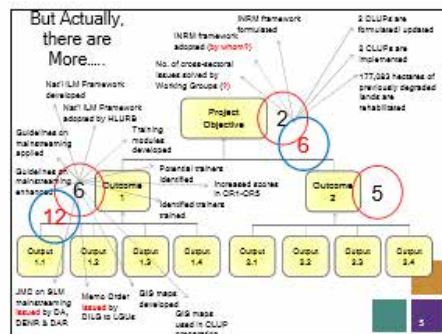 But Actually,
there are
More.....
INRM framework
formulated
INRM framework
adopted (by whom?)
2 CLUPs are
formulated/ updated
2 CLUPs are
implemented
No. of cross-sectoral
issues solved by
Working Groups (?)
177,083 hectares of
previously degraded
lands are
rehabilitated
Nat'l ILM Framework
developed
Nat'l ILM Framework
adopted by HLURB
Project
Objective
2
6
Guidelines on
mainstreaming
applied
Training
modules
developed
Guidelines on
mainstreaming
enhanced
Potential trainers
identified
Increased scores
in CR1-CR5
Identified trainers
trained
6
12
Outcome
1
Outcome
2
5
Output
1.1
Output
1.2
Output
1.3
Output
1.4
Output
2.1
Output
2.2
Output
2.3
Output
2.4
JMC on SLM
mainstreaming
issued by DA,
DENR & DAR
Memo Order
issued by
DILG to LGUs
GIS maps
developed
GIS maps
used in CLUP
5